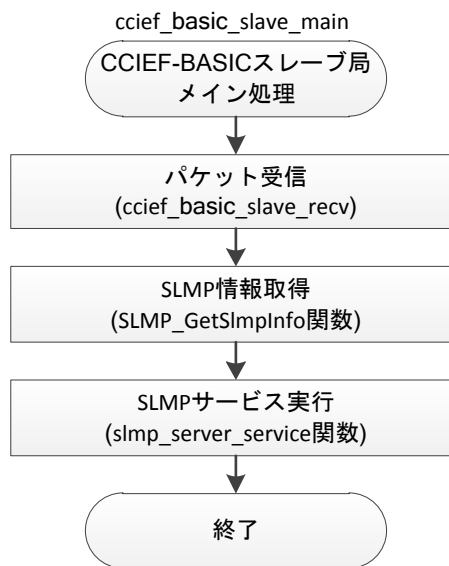 ccief_basic_slave_main
CCIEF-BASICスレーブ局
メイン処理
パケット受信
(ccief_basic_slave_recv)
SLMP情報取得
(SLMP_GetSlmpInfo関数)
SLMPサービス実行
(slmp_server_service関数)
終了